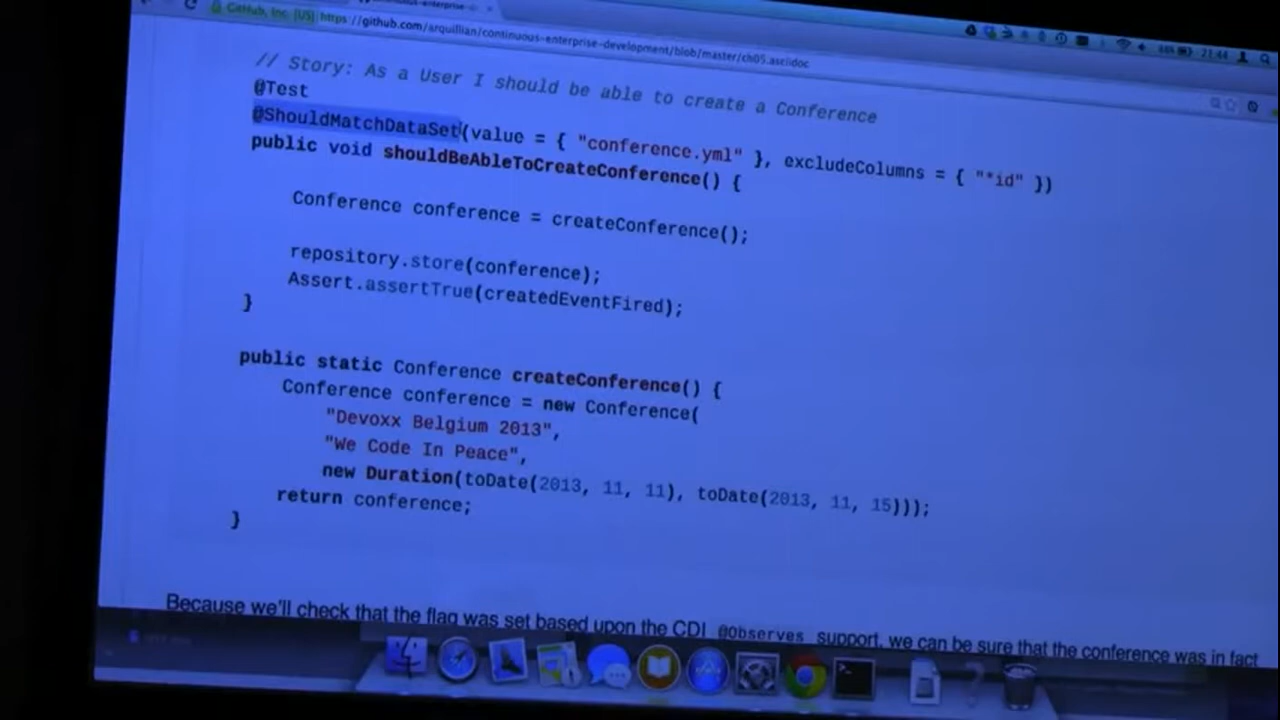 GitHub, Inc. [US] https://github.com/arquillian/continuous-enterprise-development/blob/master/ch05.asciidoc
21:44
// Story: As a User I should be able to create a Conference
@Test
@ShouldMatchDataSet(value = { "conference.yml" }, excludeColumns = { "*id" })
public void shouldBeAbleToCreateConference() {
Conference conference = createConference();
repository.store(conference);
Assert.assertTrue(createdEventFired);
}
public static Conference createConference() {
Conference conference = new Conference(
"Devoxx Belgium 2013",
"We Code In Peace",
new Duration(toDate(2013, 11, 11), toDate(2013, 11, 15)));
return conference;
}
Because we'll check that the flag was set based upon the CDI @Observes support, we can be sure that the conference was in fact